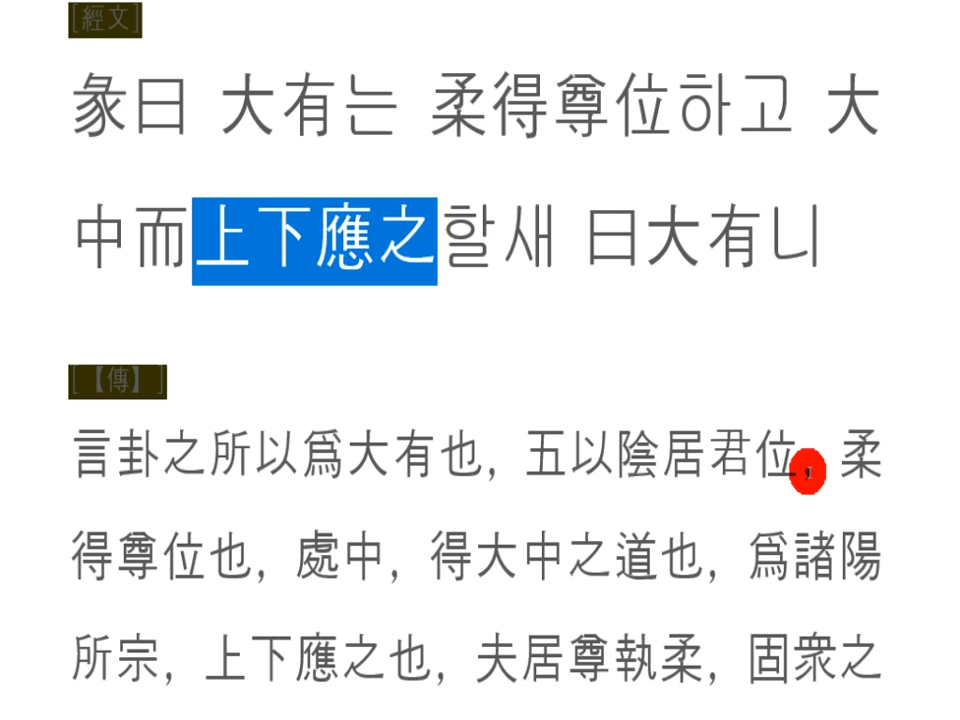 [經文]
彖曰 大有는 柔得尊位하고 大
中而上下應之할새 曰大有니
[【傳】]
言卦之所以爲大有也, 五以陰居君位, 柔
得尊位也, 處中, 得大中之道也, 爲諸陽
所宗, 上下應之也, 夫居尊執柔, 固衆之